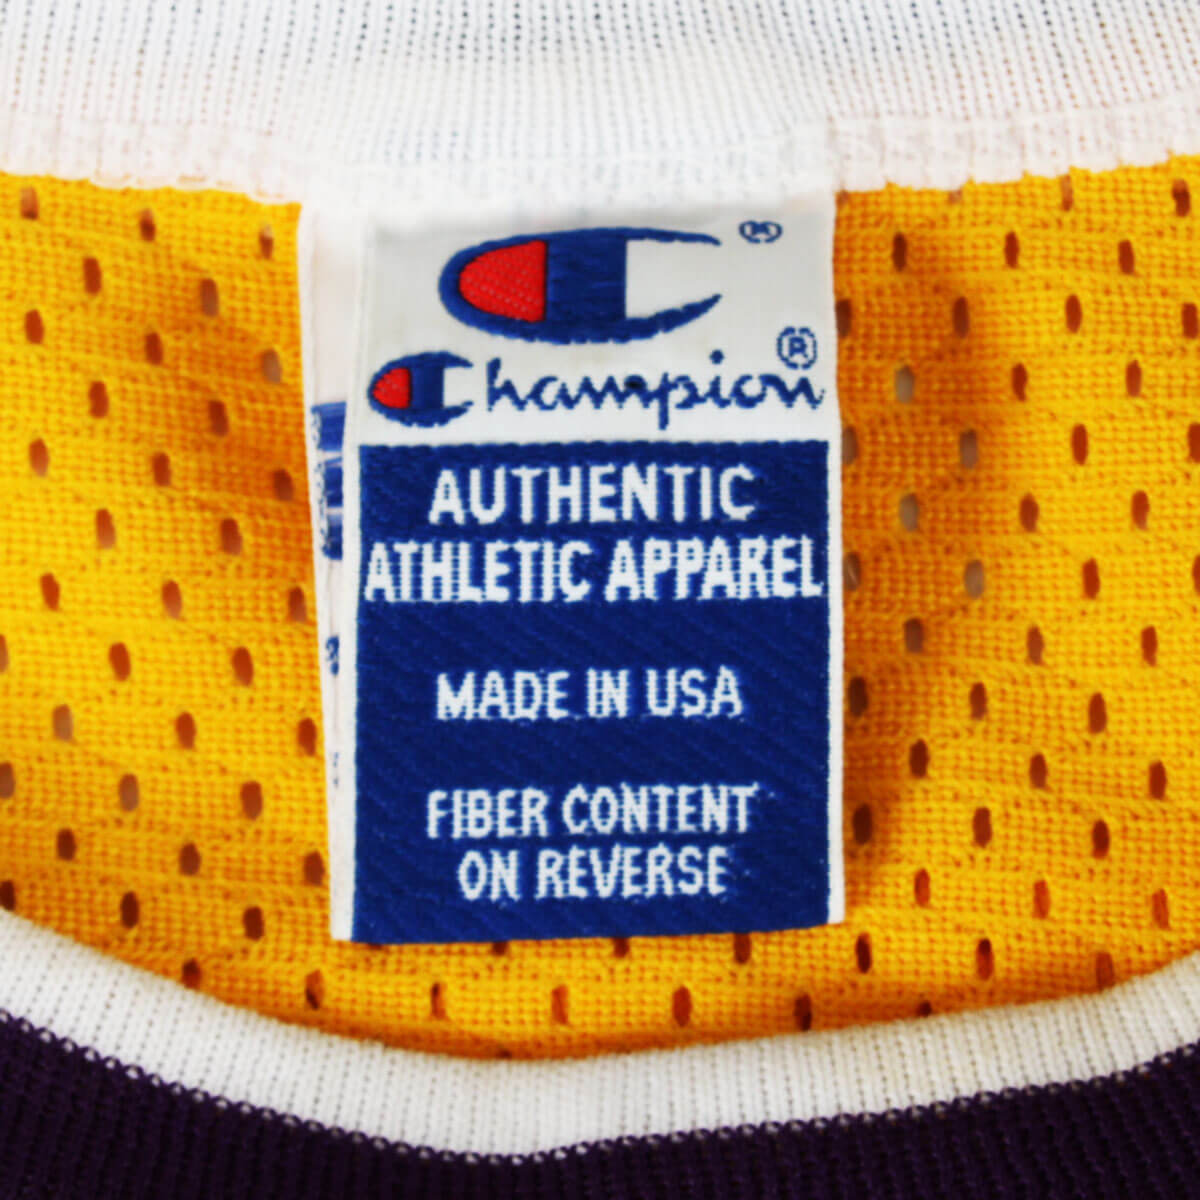 ®
Champion®
AUTHENTIC
ATHLETIC APPAREL
MADE IN USA
FIBER CONTENT
ON REVERSE